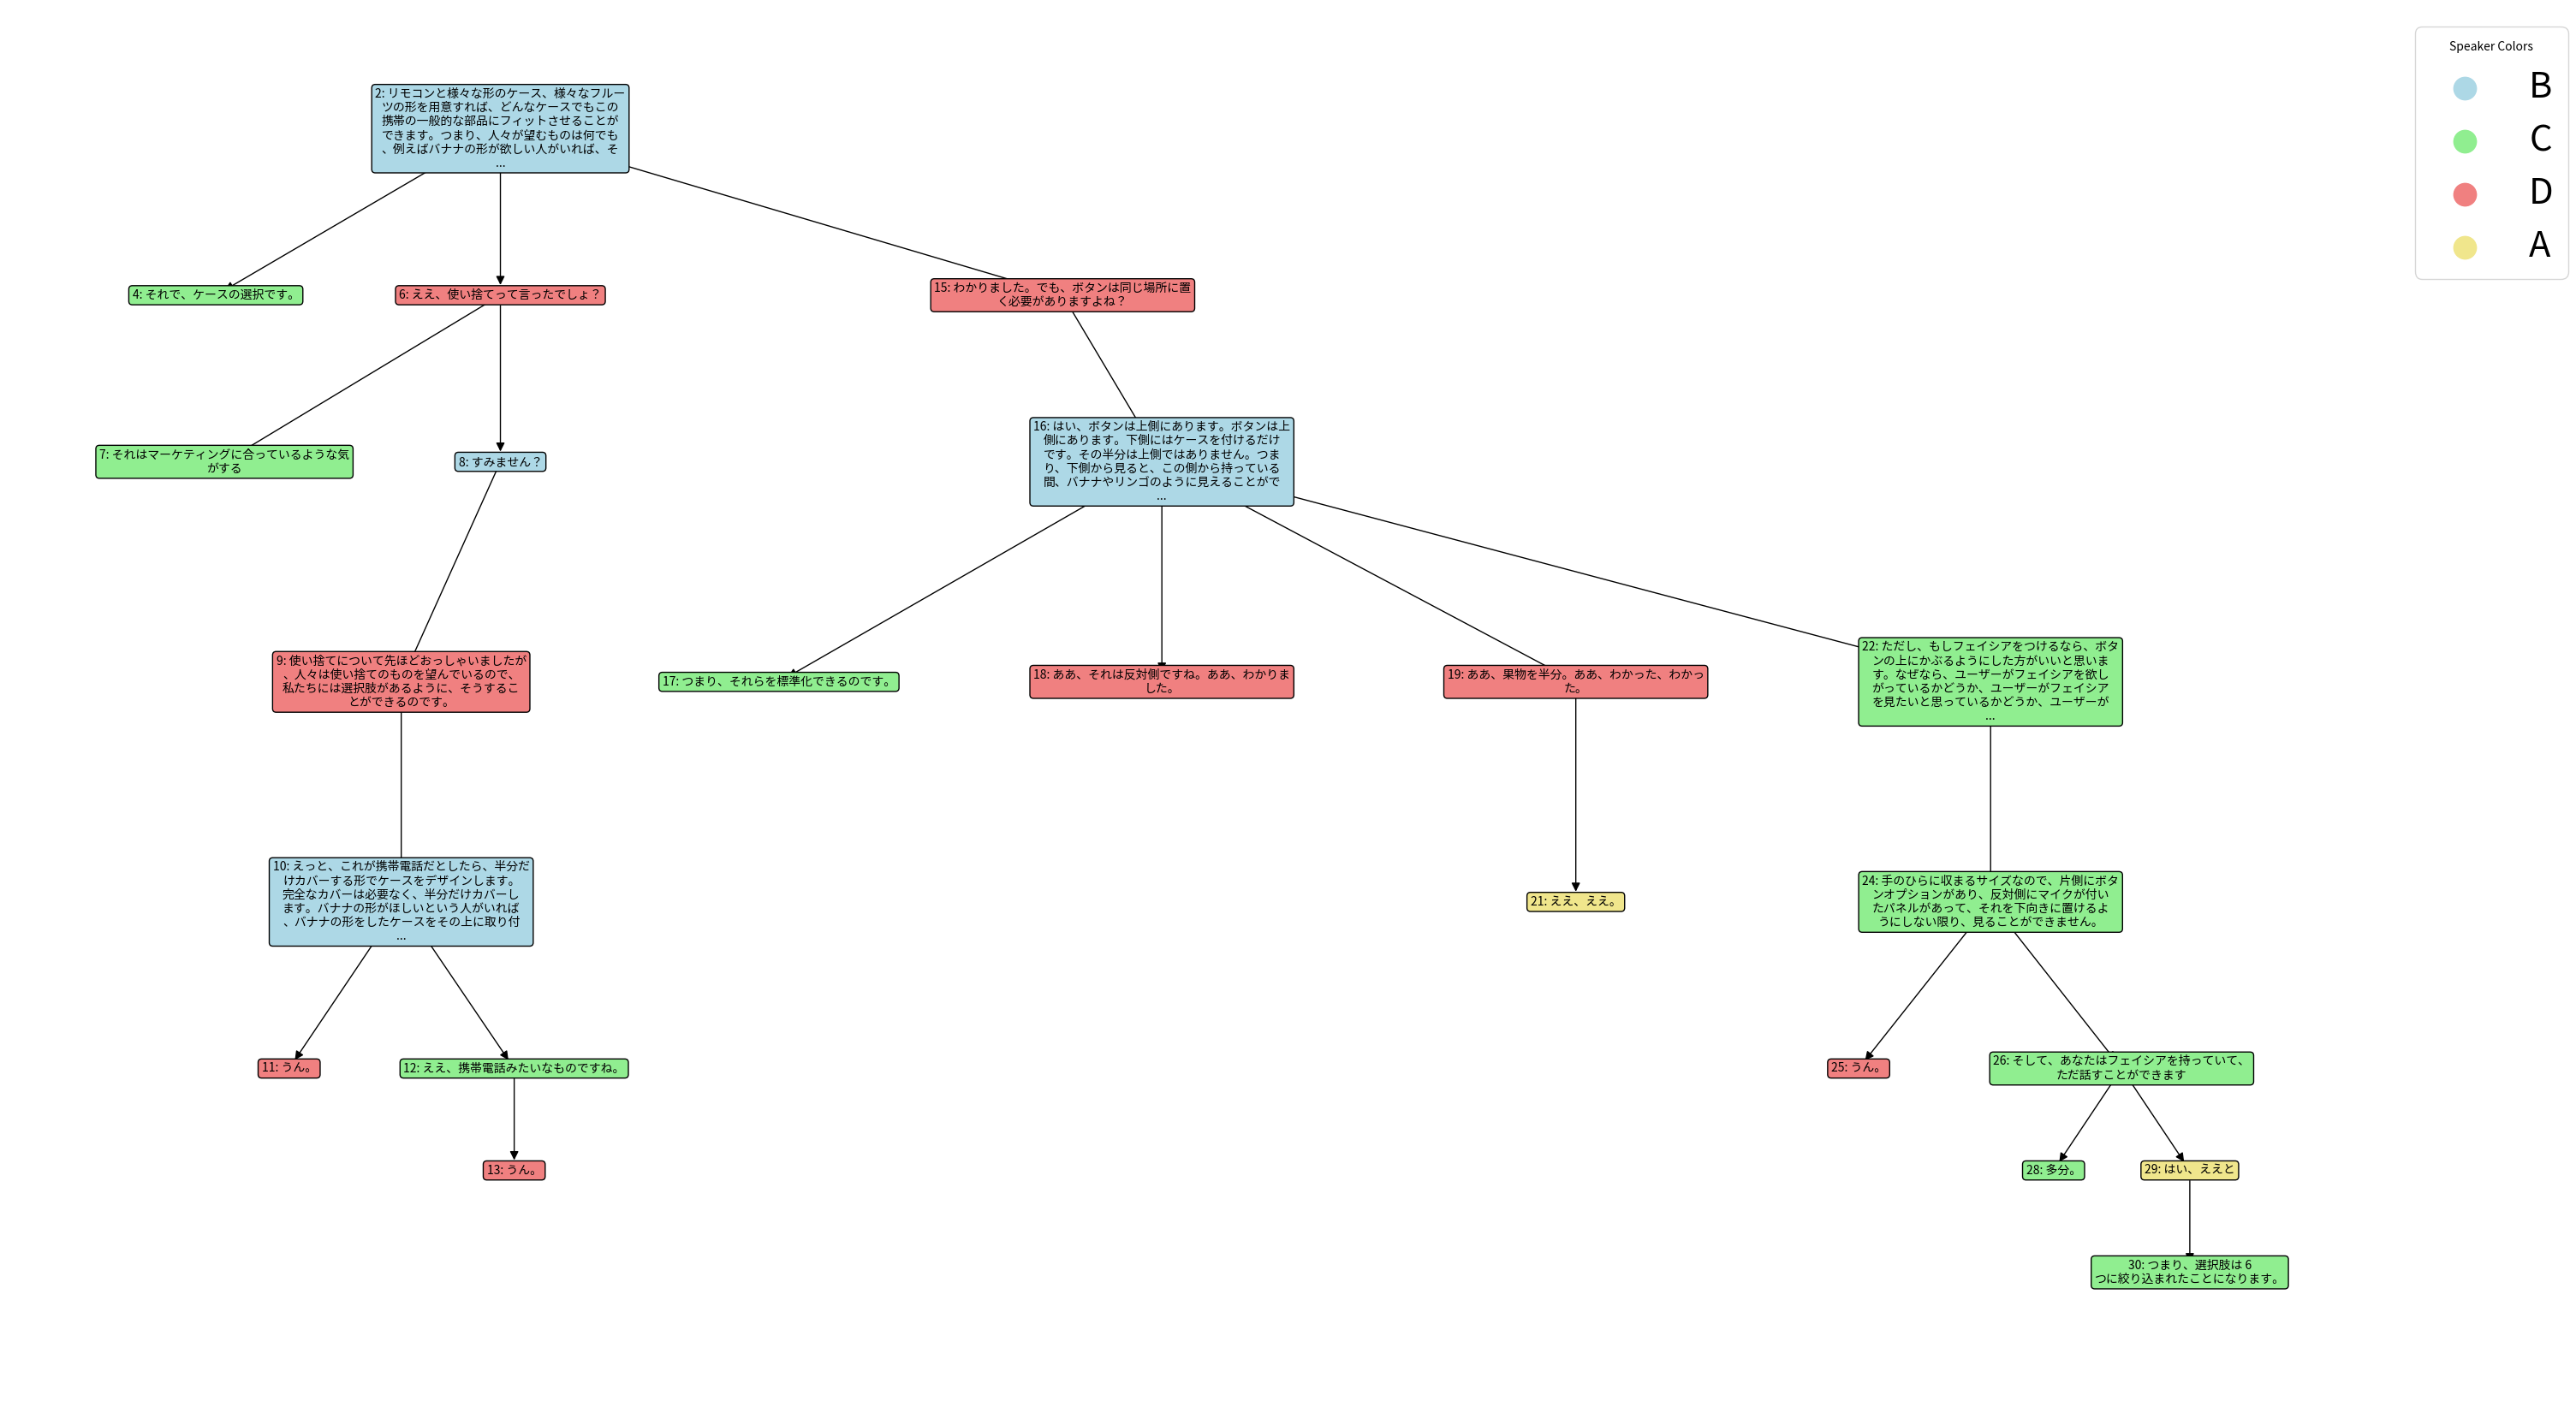 Speaker Colors
B
C
D
A
2: リモコンと様々な形のケース、様々なフルー
ツの形を用意すれば、どんなケースでもこの
携帯の一般的な部品にフィットさせることが
できます。つまり、人々が望むものは何でも
、例えばバナナの形が欲しい人がいれば、そ
...
4: それで、ケースの選択です。
6: ええ、使い捨てって言ったでしょ？
15: わかりました。でも、ボタンは同じ場所に置
く必要がありますよね？
7: それはマーケティングに合っているような気
がする
8: すみません？
16: はい、ボタンは上側にあります。ボタンは上
側にあります。下側にはケースを付けるだけ
です。その半分は上側ではありません。つま
り、下側から見ると、この側から持っている
間、バナナやリンゴのように見えることがで
...
9: 使い捨てについて先ほどおっしゃいましたが
、人々は使い捨てのものを望んでいるので、
私たちには選択肢があるように、そうするこ
とができるのです。
17: つまり、それらを標準化できるのです。
18: ああ、それは反対側ですね。ああ、わかりま
した。
19: ああ、果物を半分。ああ、わかった、わかっ
た。
22: ただし、もしフェイシアをつけるなら、ボタ
ンの上にかぶるようにした方がいいと思いま
す。なぜなら、ユーザーがフェイシアを欲し
がっているかどうか、ユーザーがフェイシア
を見たいと思っているかどうか、ユーザーが
...
10: えっと、これが携帯電話だとしたら、半分だ
けカバーする形でケースをデザインします。
完全なカバーは必要なく、半分だけカバーし
ます。バナナの形がほしいという人がいれば
、バナナの形をしたケースをその上に取り付
...
21: ええ、ええ。
24: 手のひらに収まるサイズなので、片側にボタ
ンオプションがあり、反対側にマイクが付い
たパネルがあって、それを下向きに置けるよ
うにしない限り、見ることができません。
11: うん。
12: ええ、携帯電話みたいなものですね。
25: うん。
26: そして、あなたはフェイシアを持っていて、
ただ話すことができます
13: うん。
28: 多分。
29: はい、ええと
30: つまり、選択肢は 6
つに絞り込まれたことになります。